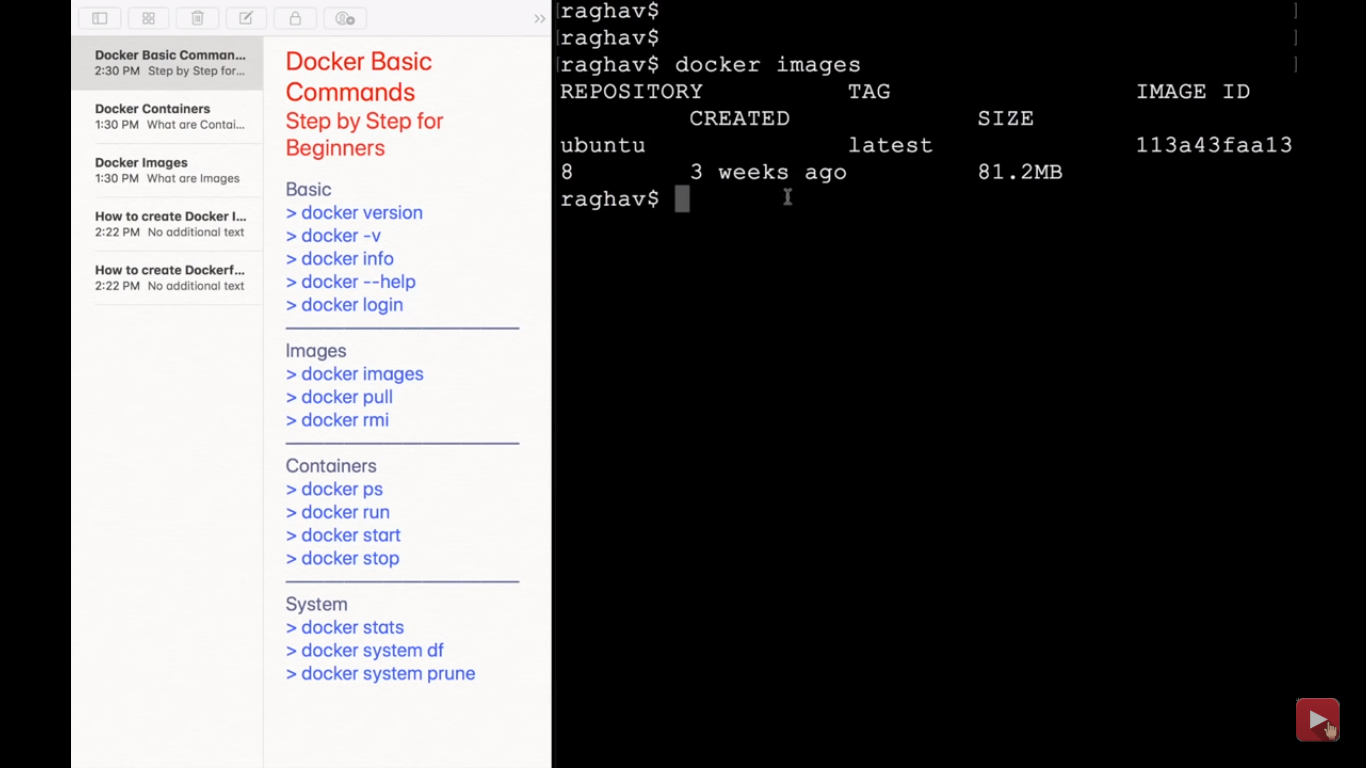 Docker Basic Comman...
2:30 PM Step by Step for...
Docker Containers
1:30 PM What are Contai...
Docker Images
1:30 PM What are Images
How to create Docker I...
2:22 PM No additional text
How to create Dockerf...
2:22 PM No additional text
Docker Basic
Commands
Step by Step for
Beginners
Basic
> docker version
> docker -v
> docker info
> docker --help
> docker login
Images
> docker images
> docker pull
> docker rmi
Containers
> docker ps
> docker run
> docker start
> docker stop
System
> docker stats
> docker system df
> docker system prune
[raghav$ ]
[raghav$ ]
[raghav$ docker images ]
REPOSITORY TAG IMAGE ID
CREATED SIZE
ubuntu latest 113a43faa13
8 3 weeks ago 81.2MB
raghav$